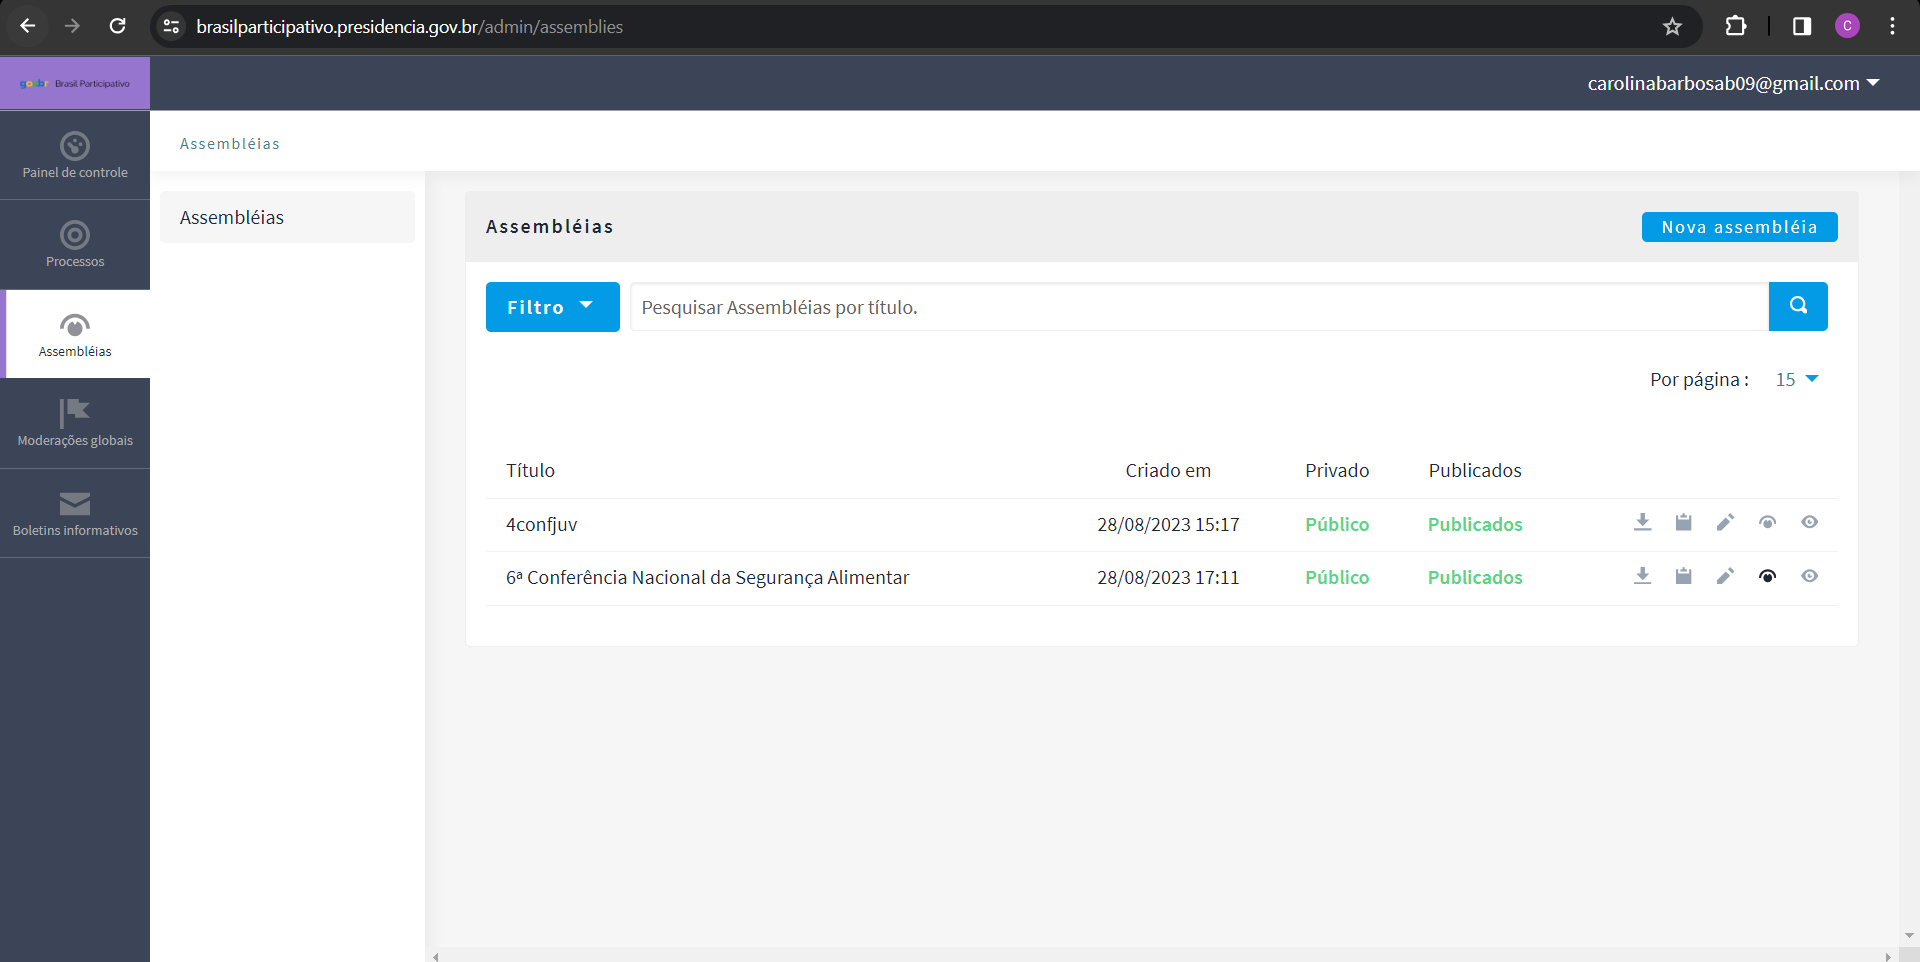 brasilparticipativo.presidencia.gov.br/admin/assemblies
C
gov.br Brasil Participativo
carolinabarbosab09@gmail.com
Painel de controle
Processos
Assembléias
Moderações globais
Boletins informativos
Assembléias
Assembléias
Assembléias
Nova assembléia
Filtro
Pesquisar Assembléias por título.
Por página : 15
Título Criado em Privado Publicados
4confjuv 28/08/2023 15:17 Público Publicados
6ª Conferência Nacional da Segurança Alimentar 28/08/2023 17:11 Público Publicados